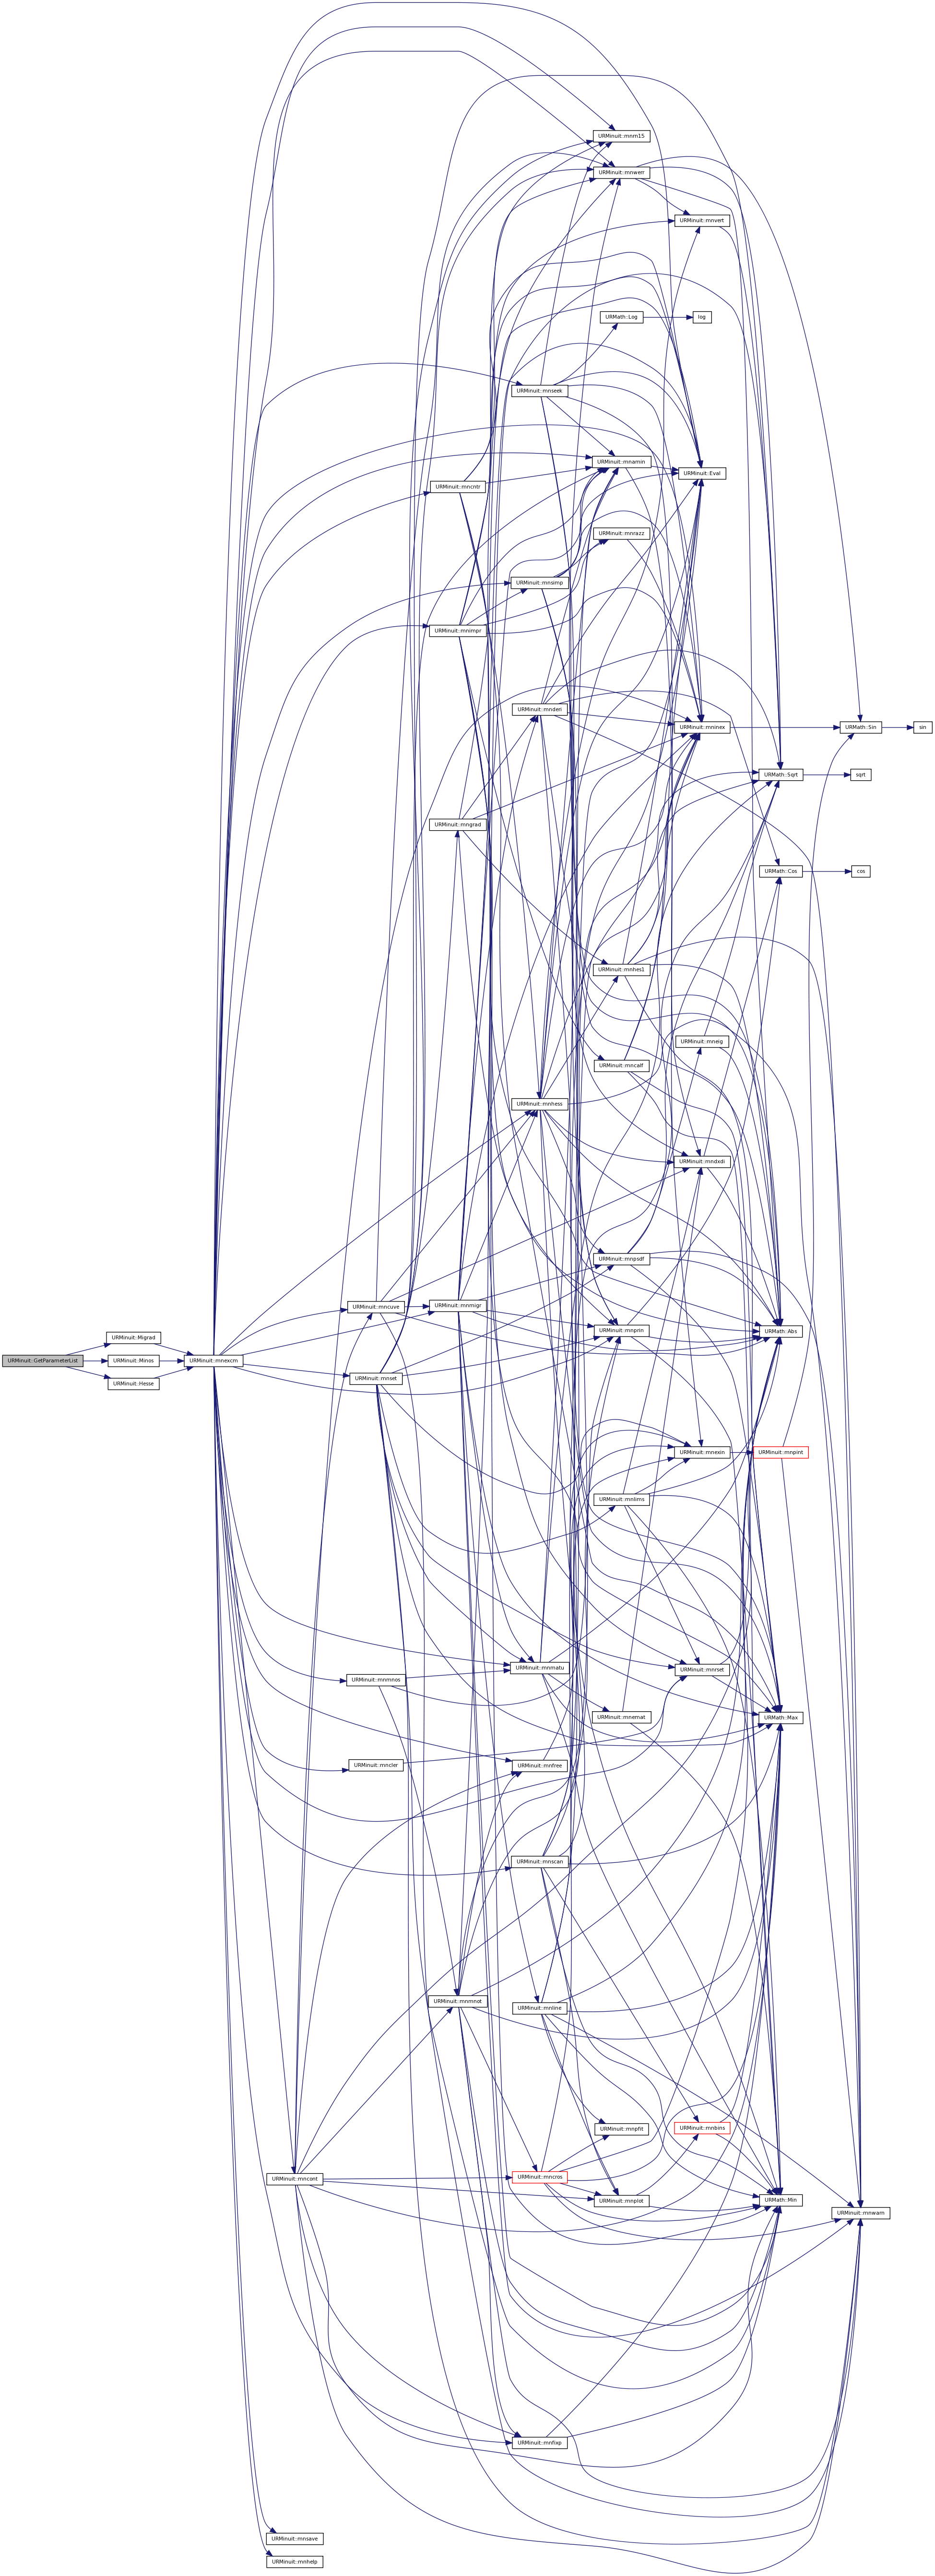 URMinuit::mnm15
URMinuit::mnwerr
URMinuit::mnvert
URMath::Log
log
URMinuit::mnseek
URMinuit::mnamin
URMinuit::Eval
URMinuit::mncntr
URMinuit::mnrazz
URMinuit::mnsimp
URMinuit::mnimpr
URMinuit::mnderi
URMinuit::mninex
URMath::Sin
sin
URMath::Sqrt
sqrt
URMinuit::mngrad
URMath::Cos
cos
URMinuit::mnhes1
URMinuit::mneig
URMinuit::mncalf
URMinuit::mnhess
URMinuit::mndxdi
URMinuit::mnpsdf
URMinuit::mncuve
URMinuit::mnmigr
URMinuit::mnprin
URMath::Abs
URMinuit::Migrad
URMinuit::GetParameterList
URMinuit::Minos
URMinuit::mnexcm
URMinuit::Hesse
URMinuit::mnset
URMinuit::mnexin
URMinuit::mnpint
URMinuit::mnlims
URMinuit::mnmatu
URMinuit::mnrset
URMinuit::mnmnos
URMinuit::mnemat
URMath::Max
URMinuit::mncler
URMinuit::mnfree
URMinuit::mnscan
URMinuit::mnmnot
URMinuit::mnline
URMinuit::mnpfit
URMinuit::mnbins
URMinuit::mncont
URMinuit::mncros
URMinuit::mnplot
URMath::Min
URMinuit::mnwarn
URMinuit::mnfixp
URMinuit::mnsave
URMinuit::mnhelp